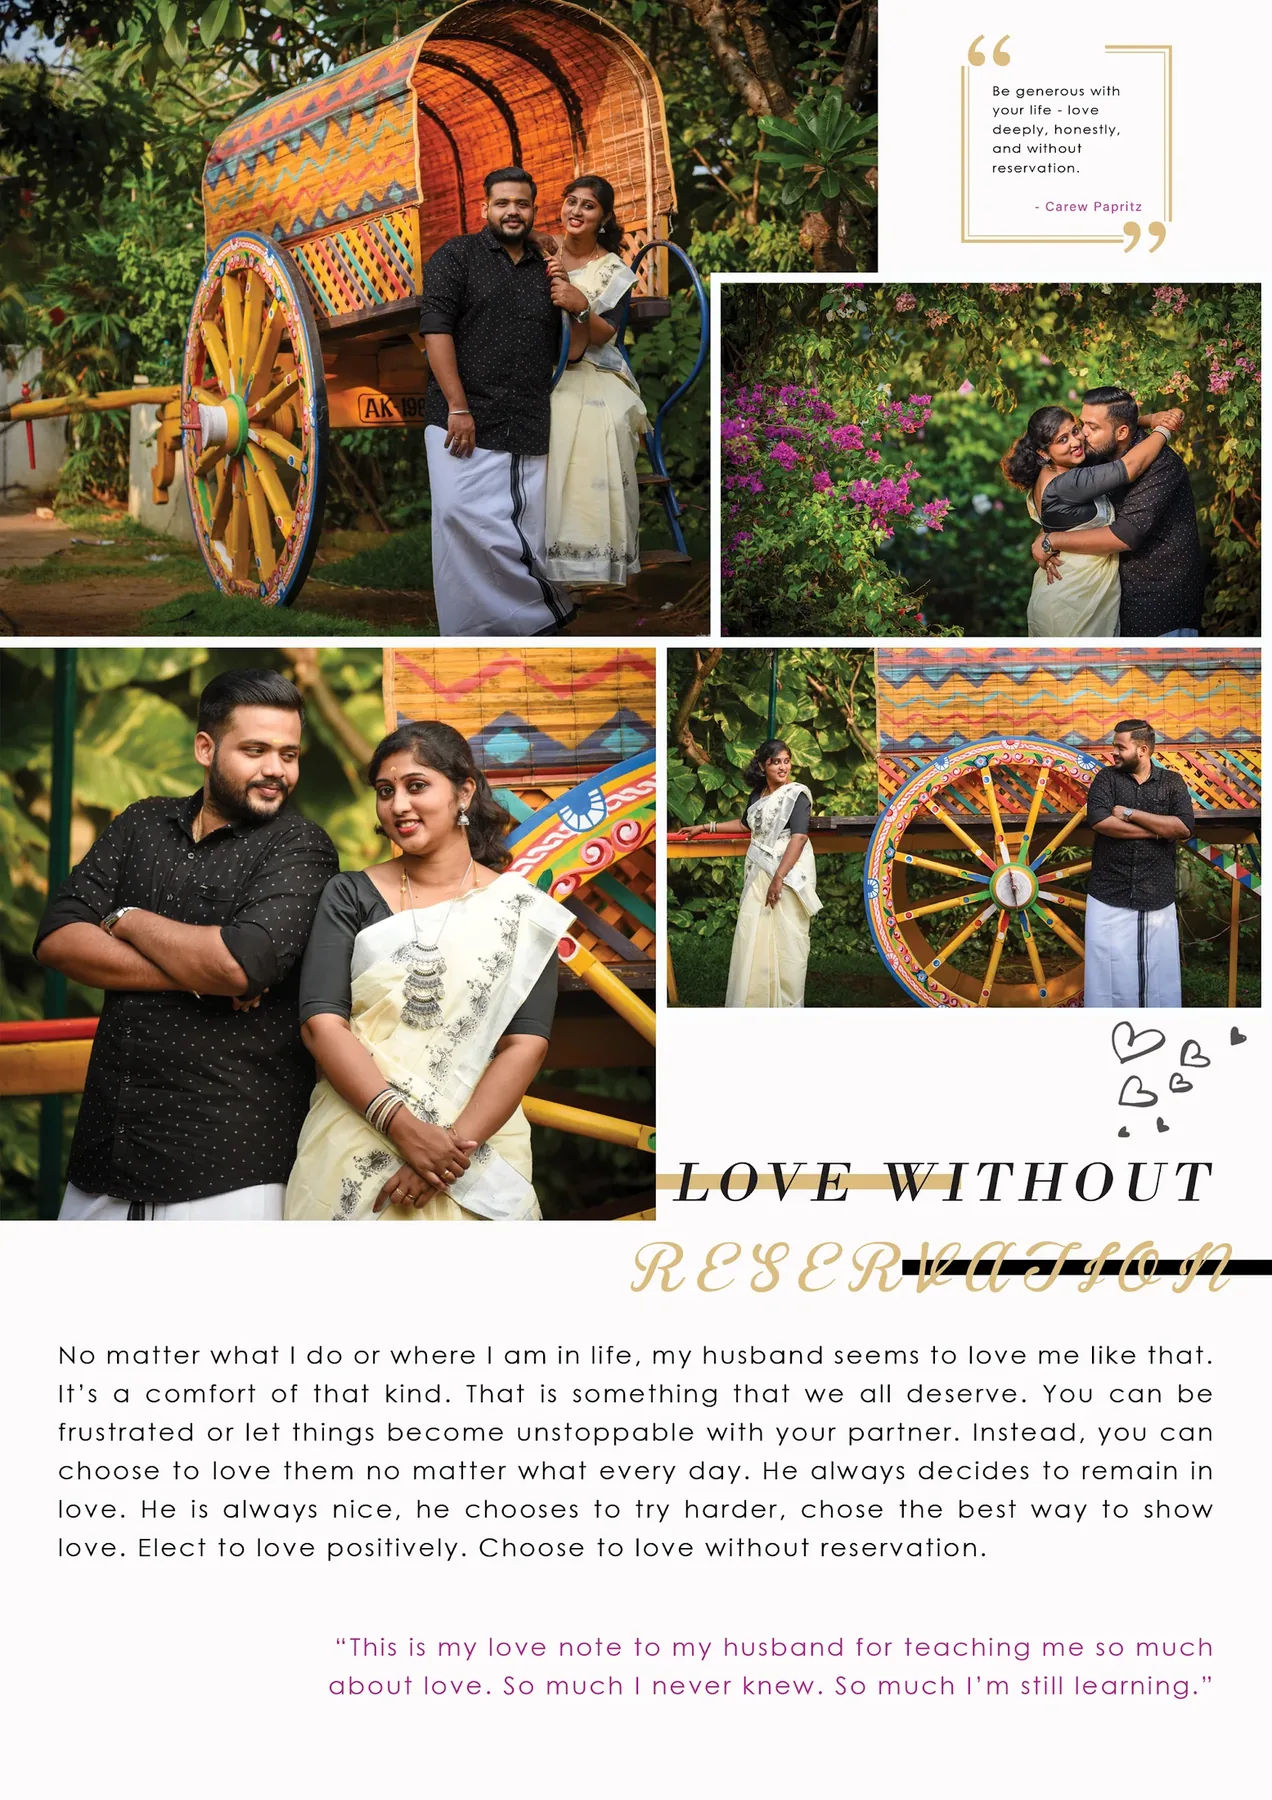 Be generous with
your life - love
deeply, honestly,
and without
reservation.
- Carew Papritz
AK-198
LOVE WITHOUT
RESERVATION
No matter what I do or where I am in life, my husband seems to love me like that.
It’s a comfort of that kind. That is something that we all deserve. You can be
frustrated or let things become unstoppable with your partner. Instead, you can
choose to love them no matter what every day. He always decides to remain in
love. He is always nice, he chooses to try harder, chose the best way to show
love. Elect to love positively. Choose to love without reservation.
“This is my love note to my husband for teaching me so much
about love. So much I never knew. So much I’m still learning.”